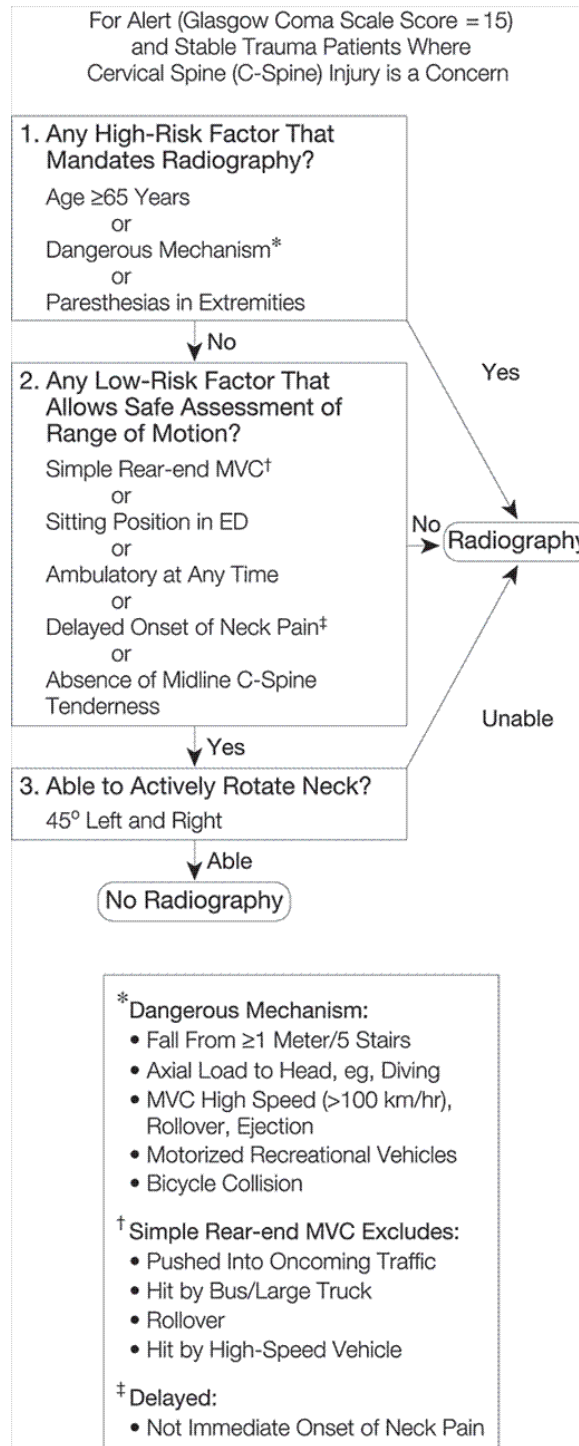 For Alert (Glasgow Coma Scale Score = 15)
and Stable Trauma Patients Where
Cervical Spine (C-Spine) Injury is a Concern
1. Any High-Risk Factor That
Mandates Radiography?
Age ≥65 Years
or
Dangerous Mechanism*
or
Paresthesias in Extremities
No
Yes
2. Any Low-Risk Factor That
Allows Safe Assessment of
Range of Motion?
Simple Rear-end MVC†
or
Sitting Position in ED
or
Ambulatory at Any Time
or
Delayed Onset of Neck Pain‡
or
Absence of Midline C-Spine
Tenderness
No
Radiography
Yes
Unable
3. Able to Actively Rotate Neck?
45º Left and Right
Able
No Radiography
*Dangerous Mechanism:
• Fall From ≥1 Meter/5 Stairs
• Axial Load to Head, eg, Diving
• MVC High Speed (>100 km/hr),
Rollover, Ejection
• Motorized Recreational Vehicles
• Bicycle Collision
†Simple Rear-end MVC Excludes:
• Pushed Into Oncoming Traffic
• Hit by Bus/Large Truck
• Rollover
• Hit by High-Speed Vehicle
‡Delayed:
• Not Immediate Onset of Neck Pain